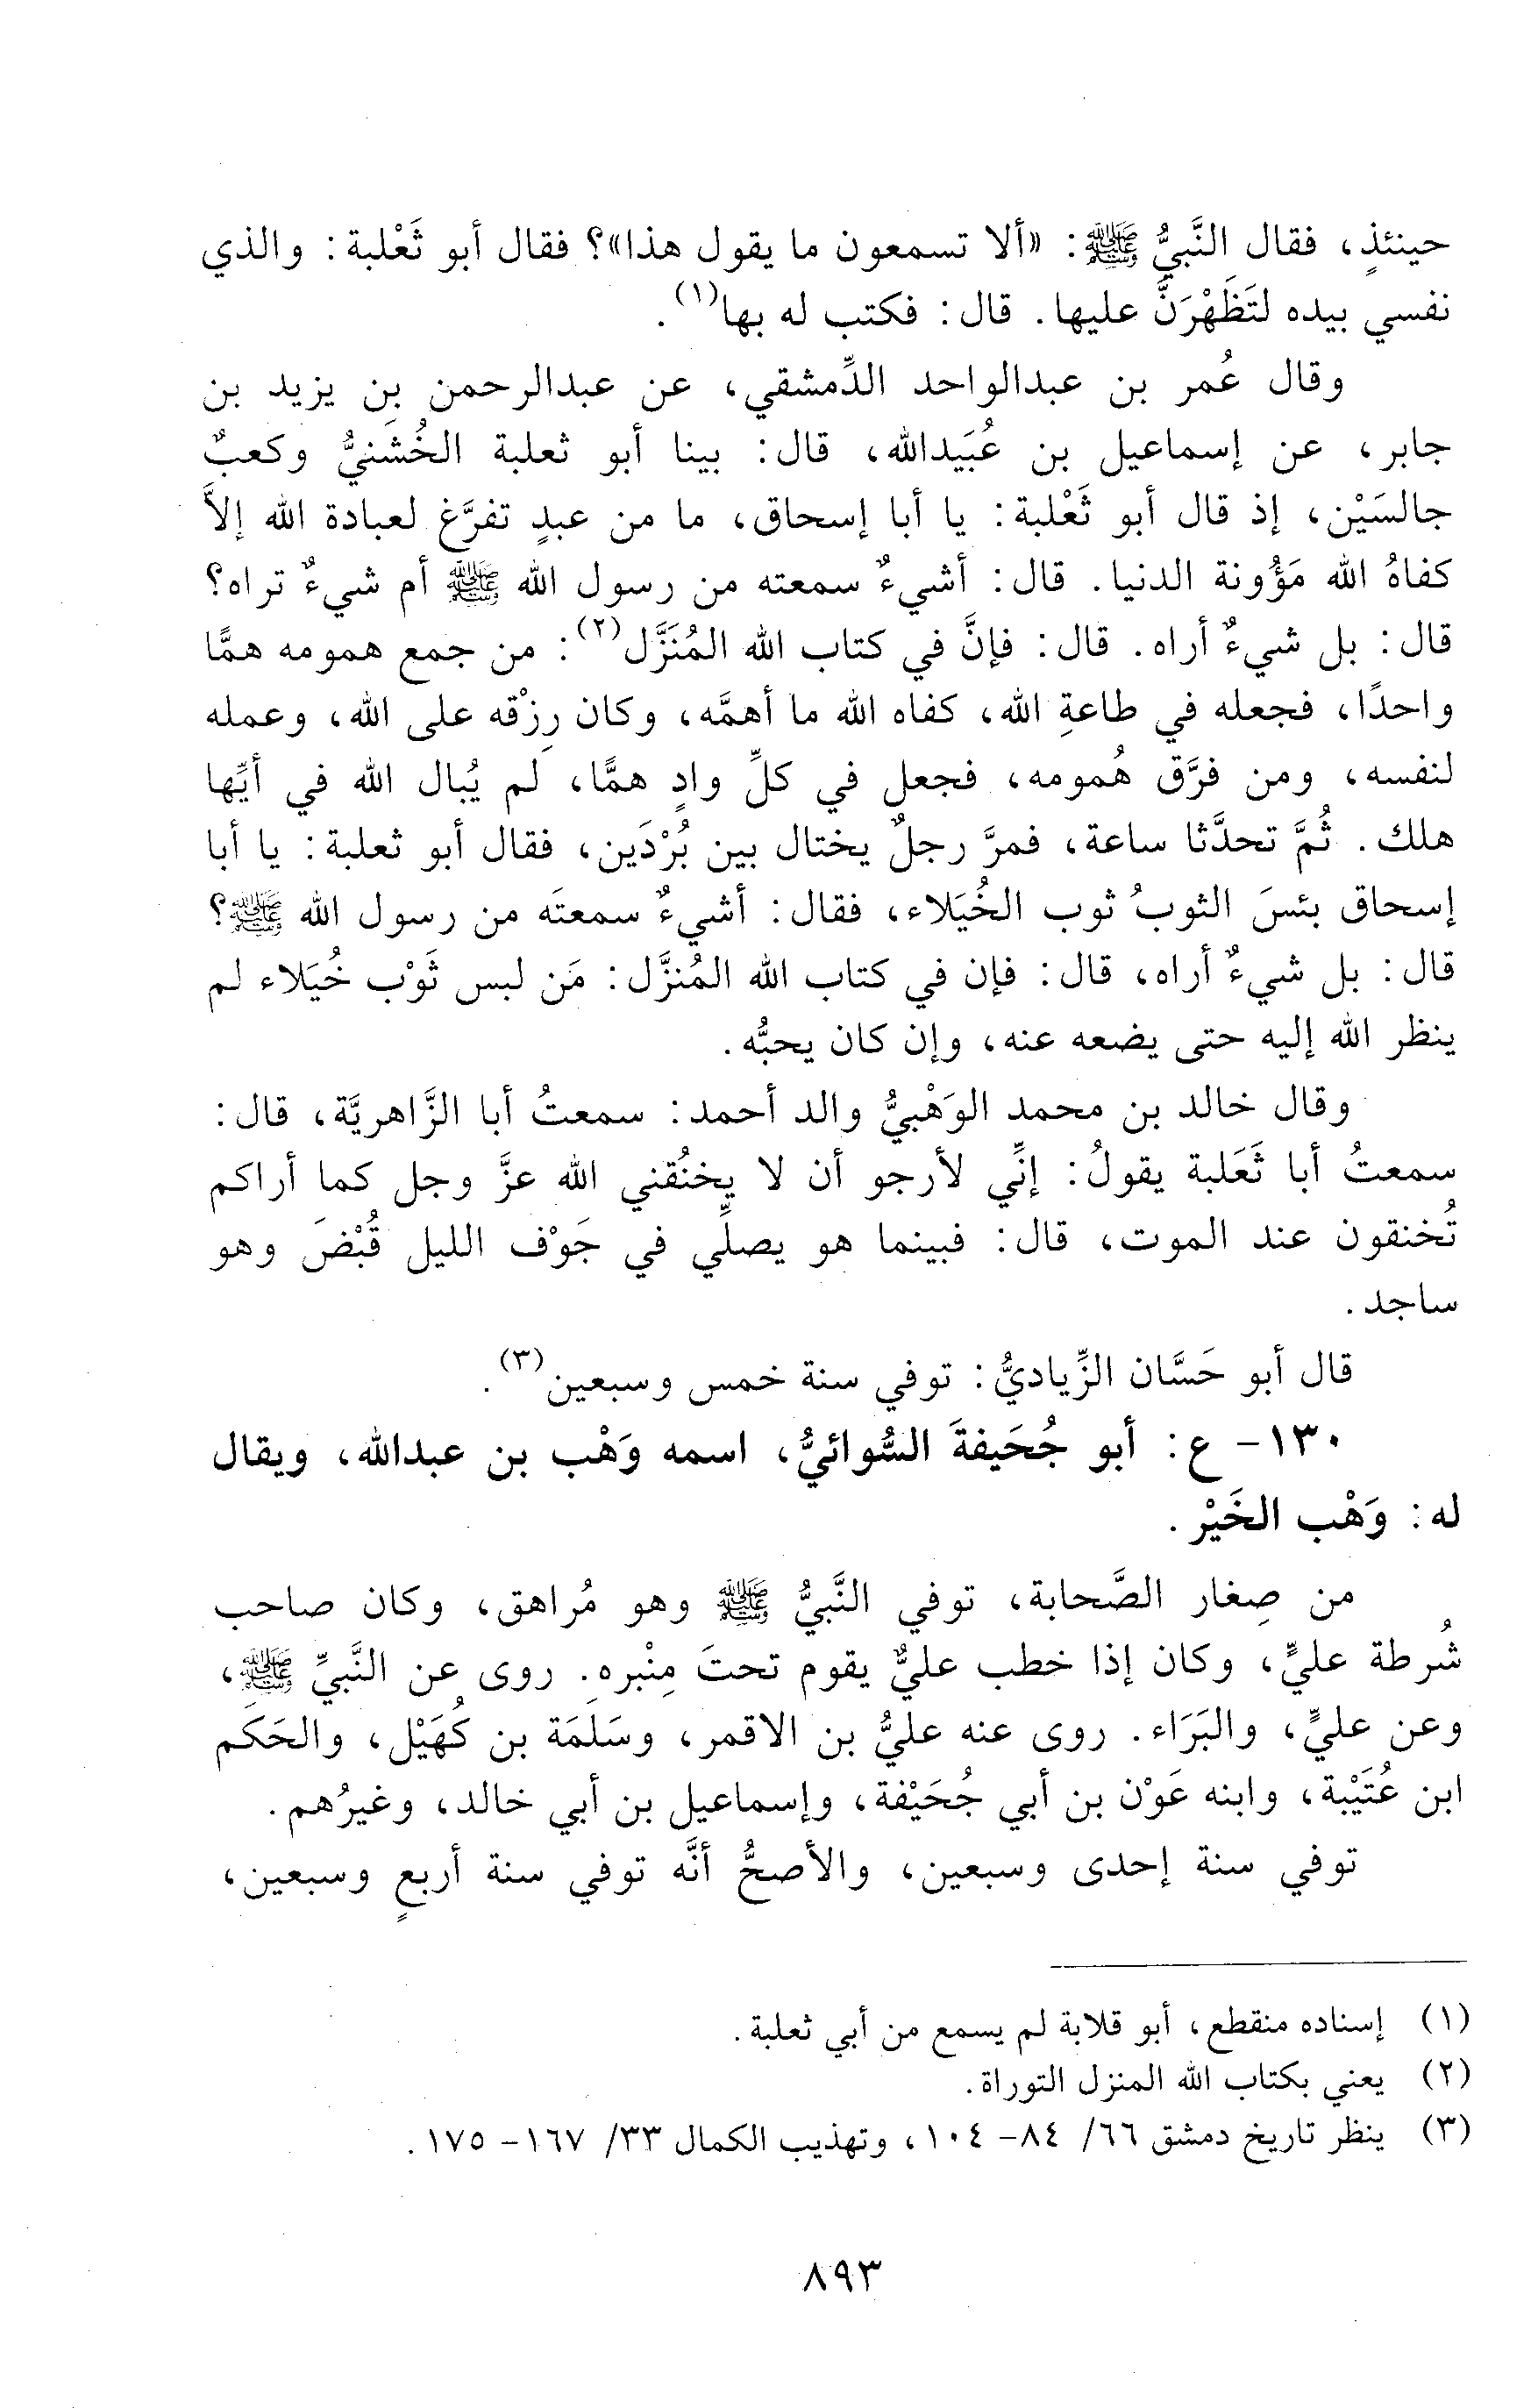 حينئذٍ، فقال النَّبيُّ ﷺ: «ألا تسمعون ما يقول هذا»؟ فقال أبو ثَعْلبة: والذي
نفسي بيده لتَظَهْرَنَّ عليها. قال: فكتب له بها(١).
وقال عُمر بن عبدالواحد الدِّمشقي، عن عبدالرحمن بن يزيد بن
جابر، عن إسماعيل بن عُبَيدالله، قال: بينا أبو ثعلبة الخُشنيُّ وكعبٌ
جالسَيْن، إذ قال أبو ثَعْلبة: يا أبا إسحاق، ما من عبدٍ تفرَّغ لعبادة الله إلاَّ
كفاهُ الله مَؤُونة الدنيا. قال: أشيءٌ سمعته من رسول الله ﷺ أم شيءٌ تراه؟
قال: بل شيءٌ أراه. قال: فإنَّ في كتاب الله المُنَزَّل(٢): من جمع همومه همًّا
واحدًا، فجعله في طاعةِ الله، كفاه الله ما أهمَّه، وكان رِزْقه على الله، وعمله
لنفسه، ومن فرَّق هُمومه، فجعل في كلِّ وادٍ همًّا، لم يُبال الله في أيِّها
هلك. ثُمَّ تحدَّثا ساعة، فمرَّ رجلٌ يختال بين بُرْدَين، فقال أبو ثعلبة: يا أبا
إسحاق بئسَ الثوبُ ثوب الخُيَلاء، فقال: أشيءٌ سمعتَه من رسول الله ﷺ؟
قال: بل شيءٌ أراه، قال: فإن في كتاب الله المُنزَّل: مَن لبس ثَوْب خُيَلاء لم
ينظر الله إليه حتى يضعه عنه، وإن كان يحبُّه.
وقال خالد بن محمد الوَهْبيُّ والد أحمد: سمعتُ أبا الزَّاهريَّة، قال:
سمعتُ أبا ثَعَلبة يقولُ: إنِّي لأرجو أن لا يخنُقني الله عزَّ وجل كما أراكم
تُخنقون عند الموت، قال: فبينما هو يصلِّي في جَوْف الليل قُبْضَ وهو
ساجد.
قال أبو حَسَّان الزِّياديُّ: توفي سنة خمس وسبعين(٣).
١٣٠- ع: أبو جُحَيفةَ السُّوائيُّ، اسمه وَهْب بن عبدالله، ويقال
له: وَهْب الخَيْر.
من صِغار الصَّحابة، توفي النَّبيُّ ﷺ وهو مُراهق، وكان صاحب
شُرطة عليٍّ، وكان إذا خطب عليٌّ يقوم تحتَ مِنْبره. روى عن النَّبيِّ ﷺ،
وعن عليٍّ، والبَرَاء. روى عنه عليُّ بن الاقمر، وسَلَمَة بن كُهَيْل، والحَكَم
ابن عُتَيْبة، وابنه عَوْن بن أبي جُحَيْفة، وإسماعيل بن أبي خالد، وغيرُهم.
توفي سنة إحدى وسبعين، والأصحُّ أنَّه توفي سنة أربعٍ وسبعين،
(١) إسناده منقطع، أبو قلابة لم يسمع من أبي ثعلبة.
(٢) يعني بكتاب الله المنزل التوراة.
(٣) ينظر تاريخ دمشق ٦٦/ ٨٤- ١٠٤، وتهذيب الكمال ٣٣/ ١٦٧- ١٧٥.
٨٩٣